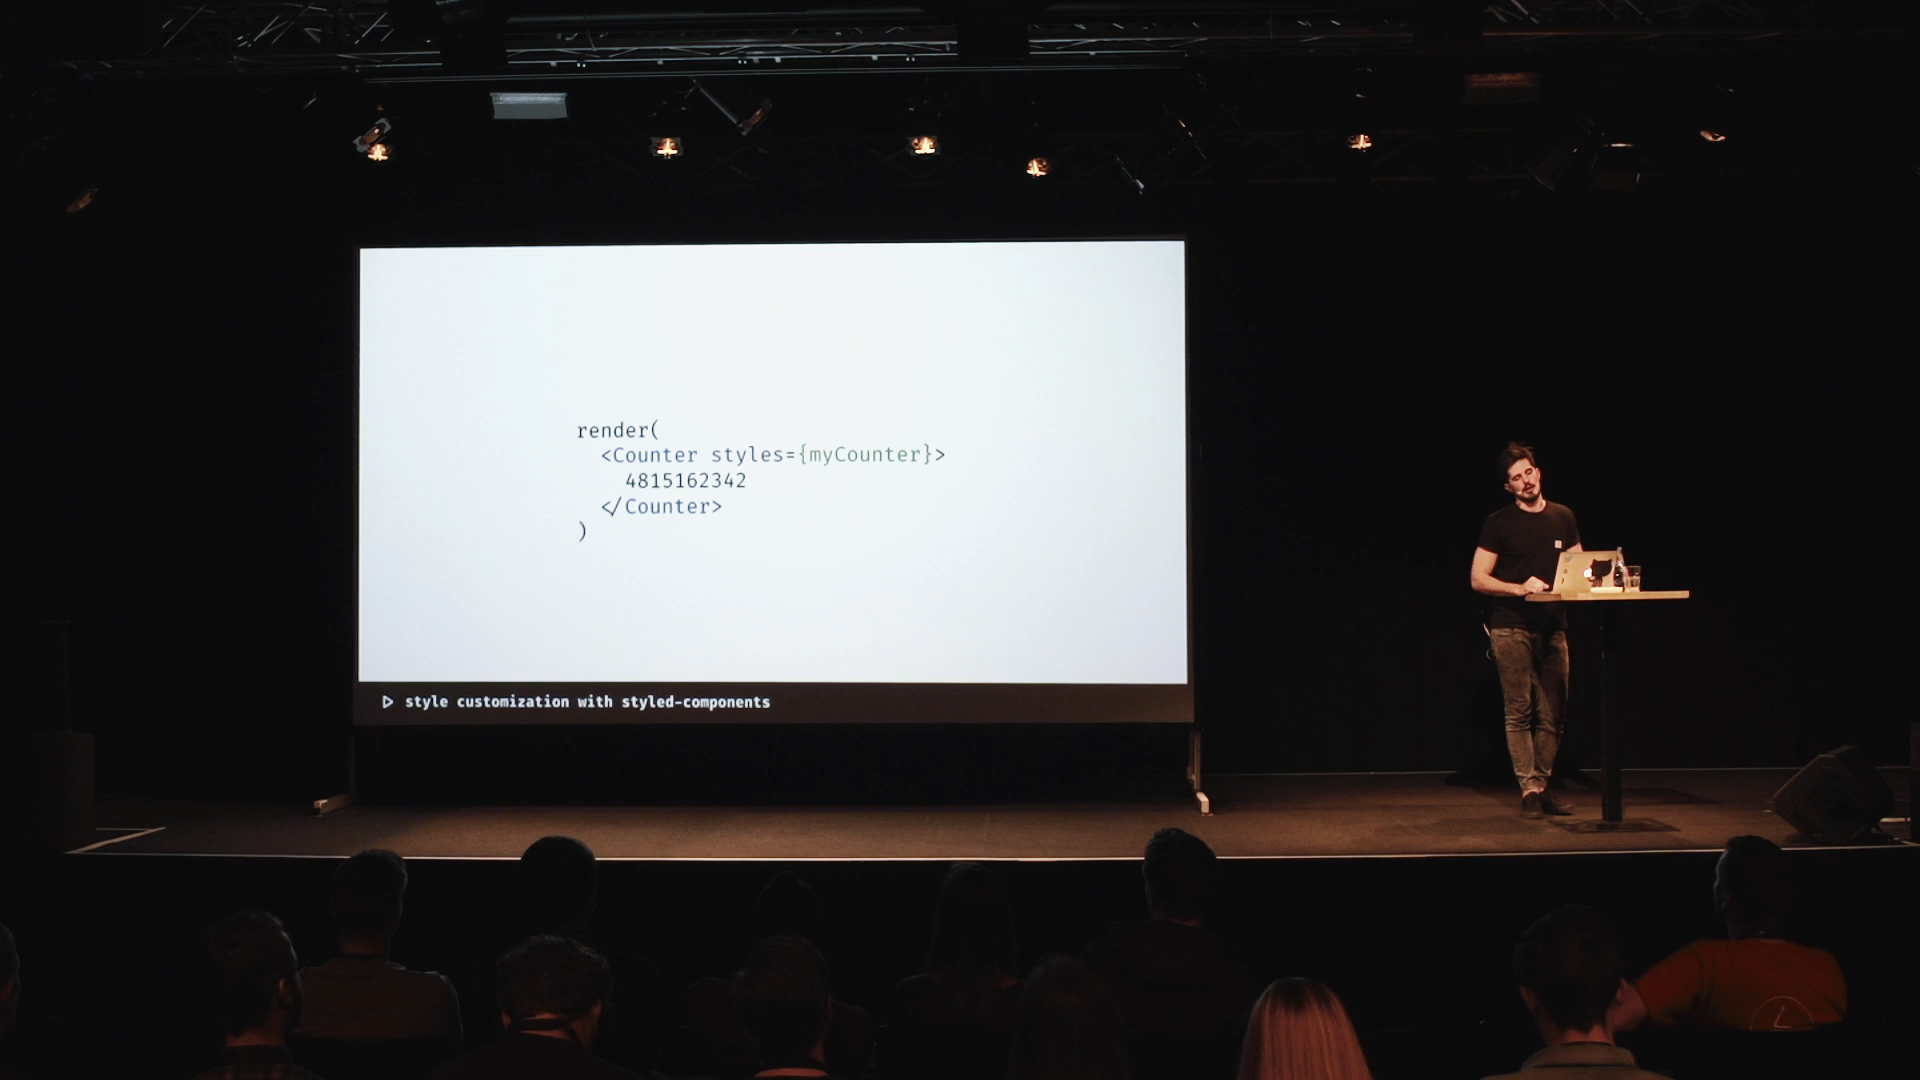 render(
<Counter styles={myCounter}>
4815162342
</Counter>
)
style customization with styled-components